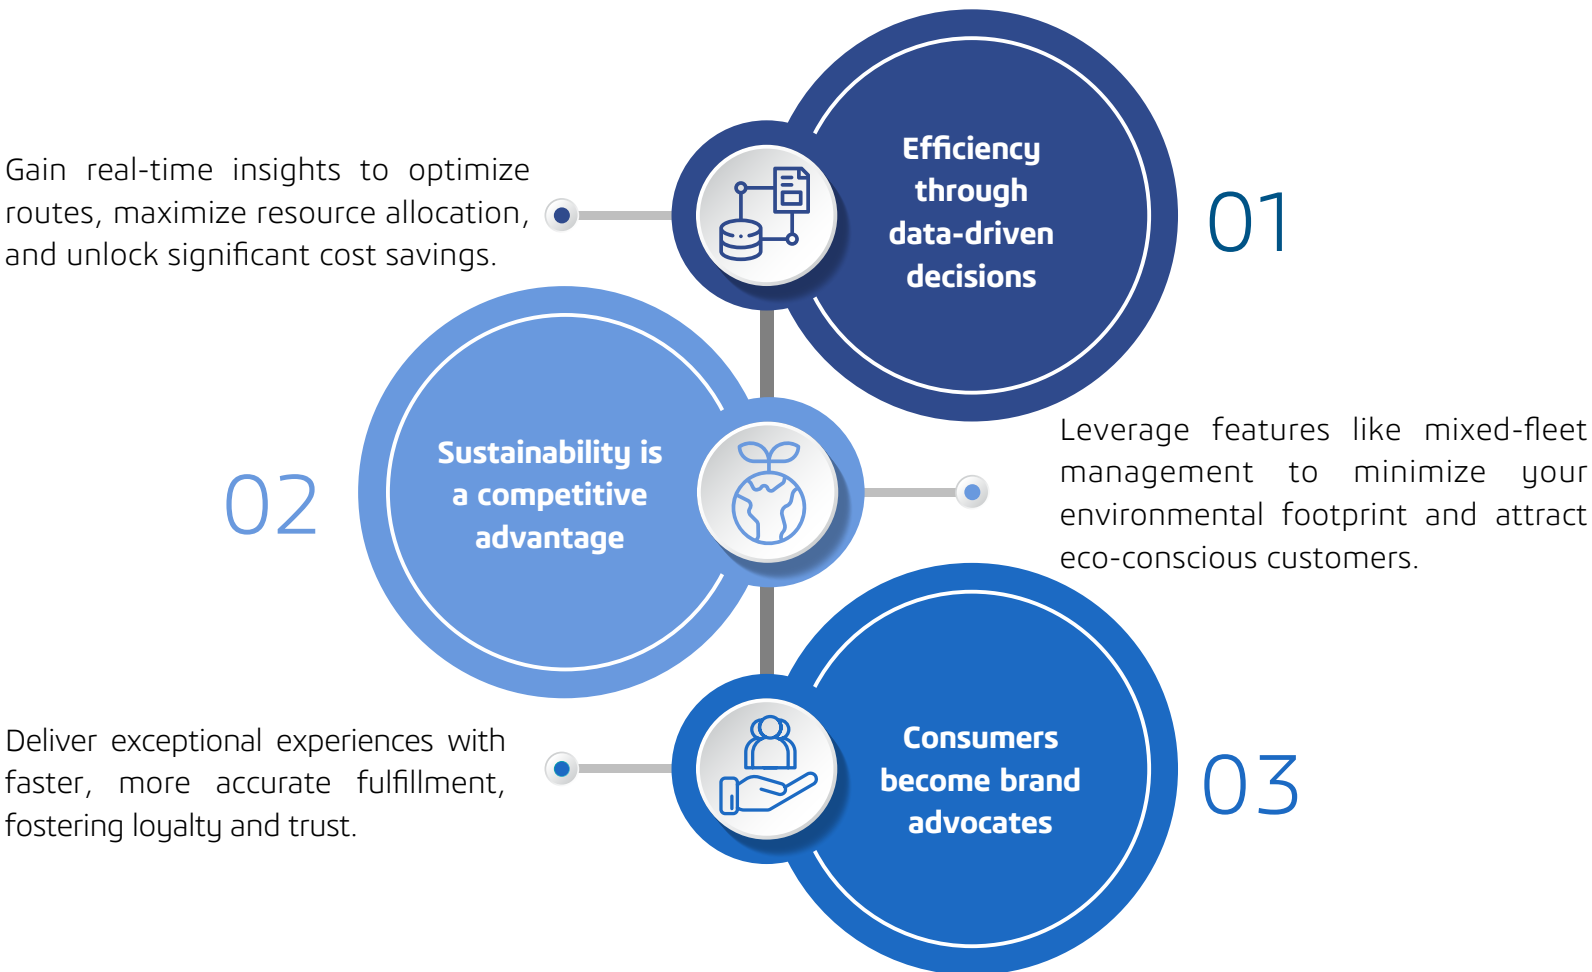 Gain real-time insights to optimize
routes, maximize resource allocation,
and unlock significant cost savings.
Efficiency
through
data-driven
decisions
01
02
Sustainability is
a competitive
advantage
Leverage features like mixed-fleet
management to minimize your
environmental footprint and attract
eco-conscious customers.
Deliver exceptional experiences with
faster, more accurate fulfillment,
fostering loyalty and trust.
Consumers
become brand
advocates
03